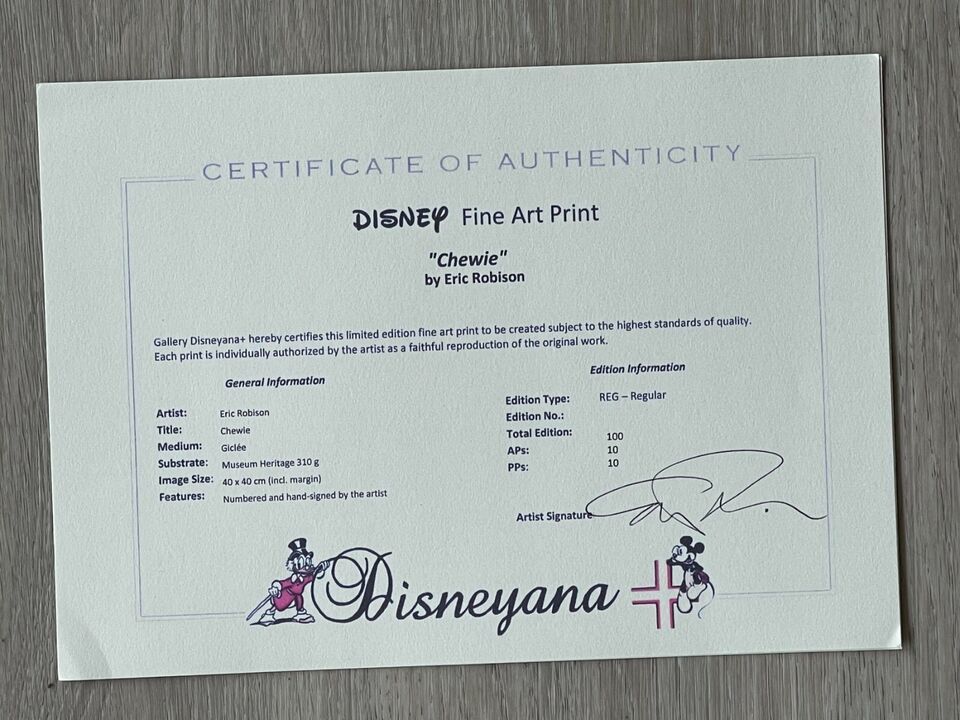 CERTIFICATE OF AUTHENTICITY
DISNEY Fine Art Print
"Chewie"
by Eric Robison
Gallery Disneyana+ hereby certifies this limited edition fine art print to be created subject to the highest standards of quality.
Each print is individually authorized by the artist as a faithful reproduction of the original work.
General Information
Artist: Eric Robison
Title: Chewie
Medium: Giclée
Substrate: Museum Heritage 310 g
Image Size: 40 x 40 cm (incl. margin)
Features: Numbered and hand-signed by the artist
Edition Information
Edition Type: REG – Regular
Edition No.:
Total Edition: 100
APs: 10
PPs: 10
Artist Signature
Disneyana